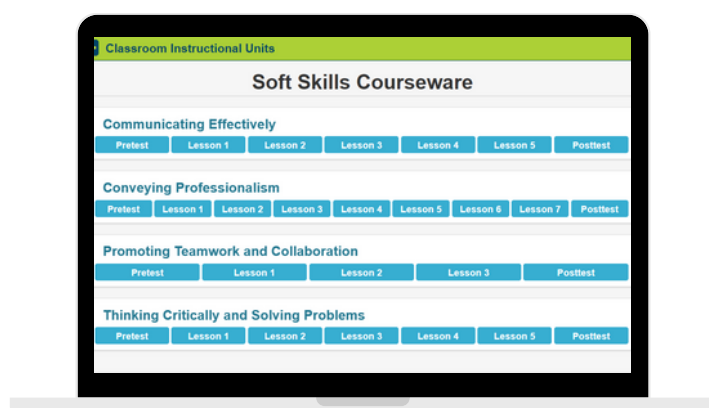 Classroom Instructional Units
Soft Skills Courseware
Communicating Effectively
Pretest Lesson 1 Lesson 2 Lesson 3 Lesson 4 Lesson 5 Posttest
Conveying Professionalism
Pretest Lesson 1 Lesson 2 Lesson 3 Lesson 4 Lesson 5 Lesson 6 Lesson 7 Posttest
Promoting Teamwork and Collaboration
Pretest Lesson 1 Lesson 2 Lesson 3 Posttest
Thinking Critically and Solving Problems
Pretest Lesson 1 Lesson 2 Lesson 3 Lesson 4 Lesson 5 Posttest